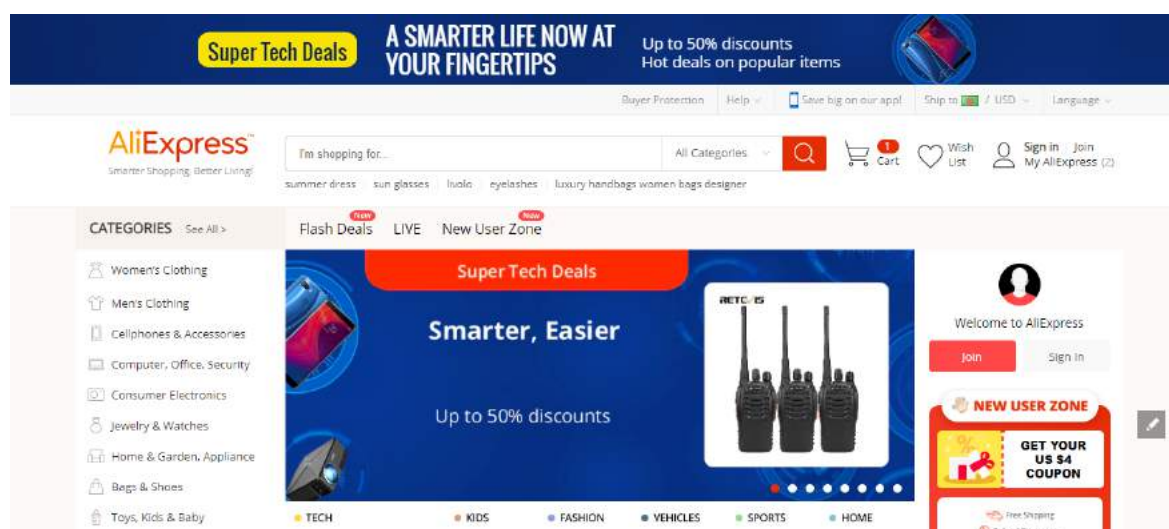 Super Tech Deals
A SMARTER LIFE NOW AT
YOUR FINGERTIPS
Up to 50% discounts
Hot deals on popular items
Buyer Protection Help Save big on our app! Ship to / USD Language
AliExpress™
Smarter Shopping, Better Living!
I'm shopping for...
All Categories
1
Cart
Wish
List
Sign in Join
My AliExpress (2)
summer dress sun glasses livolo eyelashes luxury handbags women bags designer
CATEGORIES See All >
New
Flash Deals
LIVE
New
New User Zone
Women's Clothing
Men's Clothing
Cellphones & Accessories
Computer, Office, Security
Consumer Electronics
Jewelry & Watches
Home & Garden, Appliance
Bags & Shoes
Toys, Kids & Baby
Super Tech Deals
Smarter, Easier
Up to 50% discounts
RETEVIS
TECH KIDS FASHION VEHICLES SPORTS HOME
Welcome to AliExpress
Join
Sign in
NEW USER ZONE
%
GET YOUR
US $4
COUPON
Free Shipping